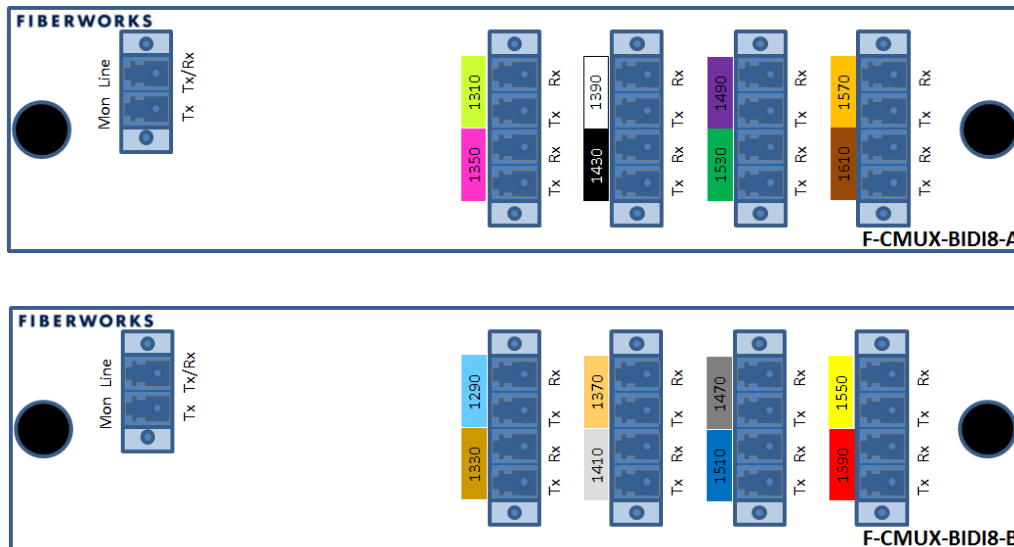 FIBERWORKS
Mon Line
Tx Tx/Rx
1310
1350
Rx
Tx
Rx
Tx
1390
1430
Rx
Tx
Rx
Tx
1490
1530
Rx
Tx
Rx
Tx
1570
1610
Rx
Tx
Rx
Tx
F-CMUX-BIDI8-A
FIBERWORKS
Mon Line
Tx Tx/Rx
1290
1330
Rx
Tx
Rx
Tx
1370
1410
Rx
Tx
Rx
Tx
1470
1510
Rx
Tx
Rx
Tx
1550
1590
Rx
Tx
Rx
Tx
F-CMUX-BIDI8-B